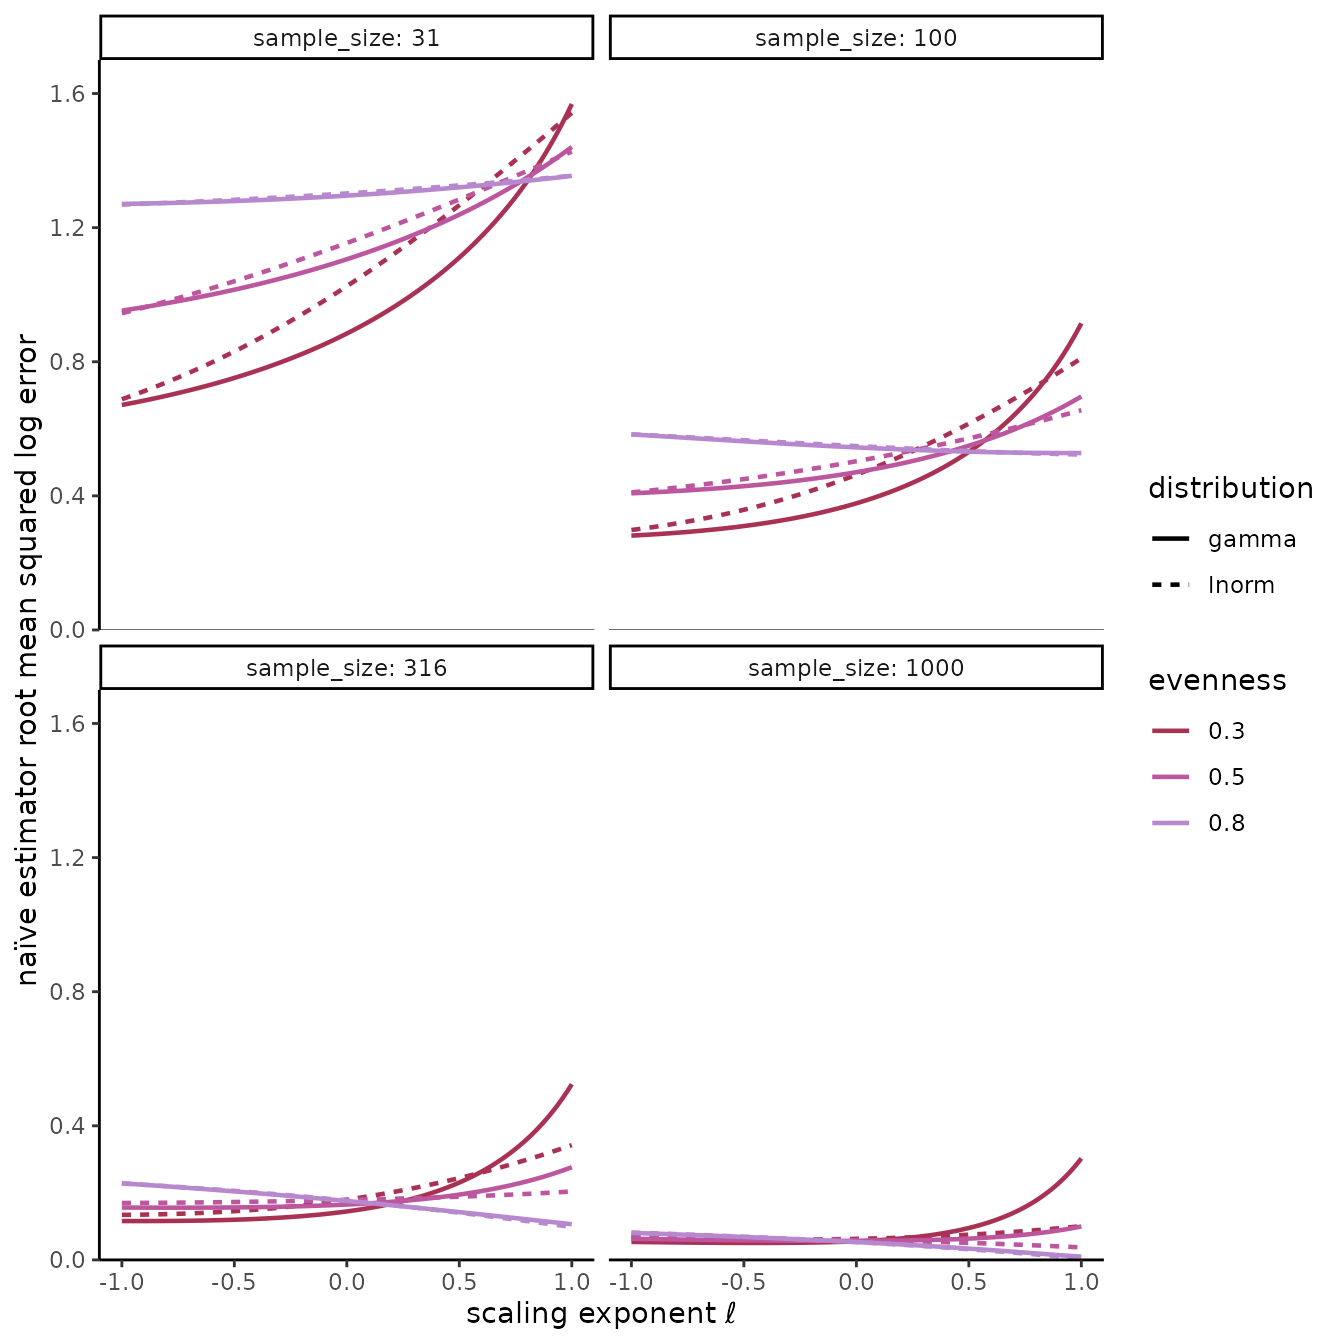 sample_size: 31
sample_size: 100
1.6
1.2
0.8
0.4
0.0
sample_size: 316
sample_size: 1000
1.6
1.2
0.8
0.4
0.0
-1.0 -0.5 0.0 0.5 1.0
-1.0 -0.5 0.0 0.5 1.0
scaling exponent ℓ
naïve estimator root mean squared log error
distribution
gamma
lnorm
evenness
0.3
0.5
0.8